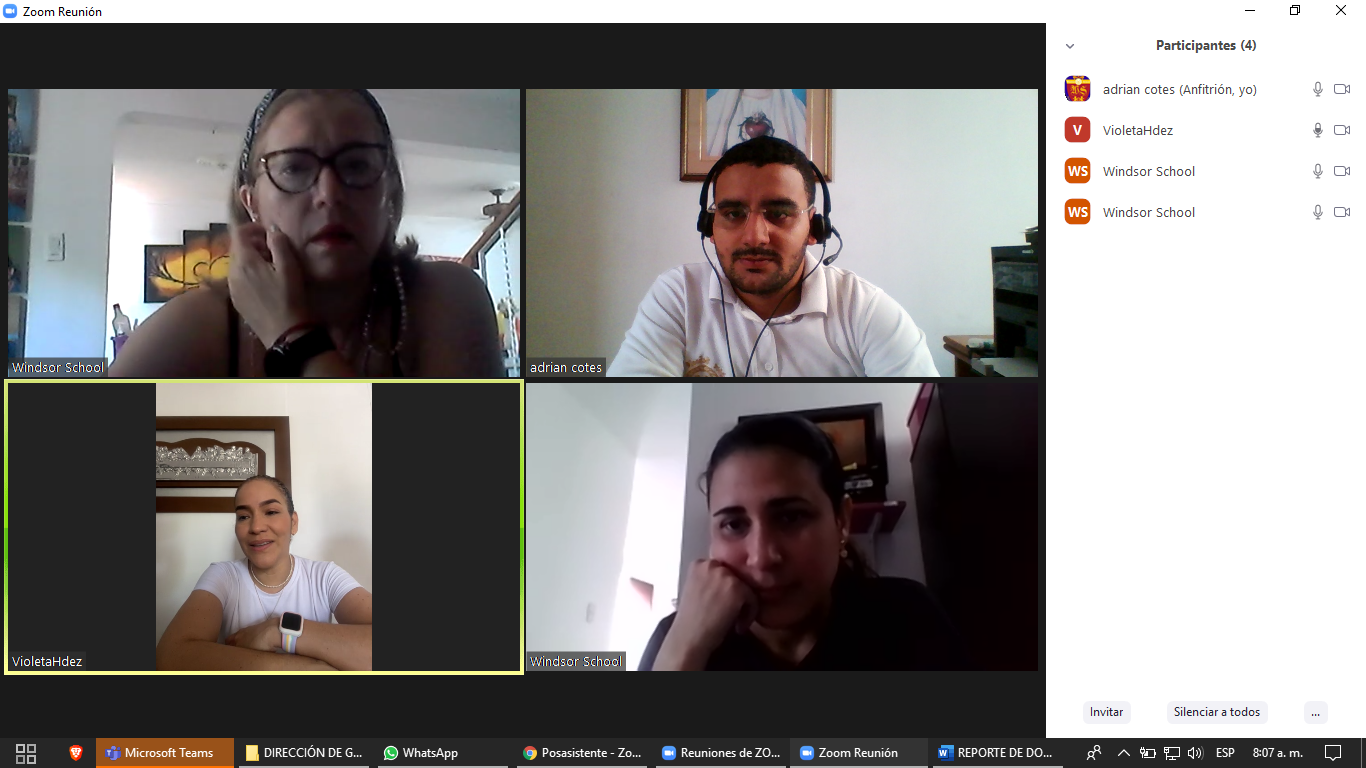 Zoom Reunión
Participantes (4)
adrian cotes (Anfitrión, yo)
V
VioletaHdez
WS
Windsor School
WS
Windsor School
Windsor School
adrian cotes
VioletaHdez
Windsor School
Invitar
Silenciar a todos
...
Microsoft Teams
DIRECCIÓN DE G...
WhatsApp
Posasistente - Zo...
Reuniones de ZO...
Zoom Reunión
REPORTE DE DO...
ESP
8:07 a. m.